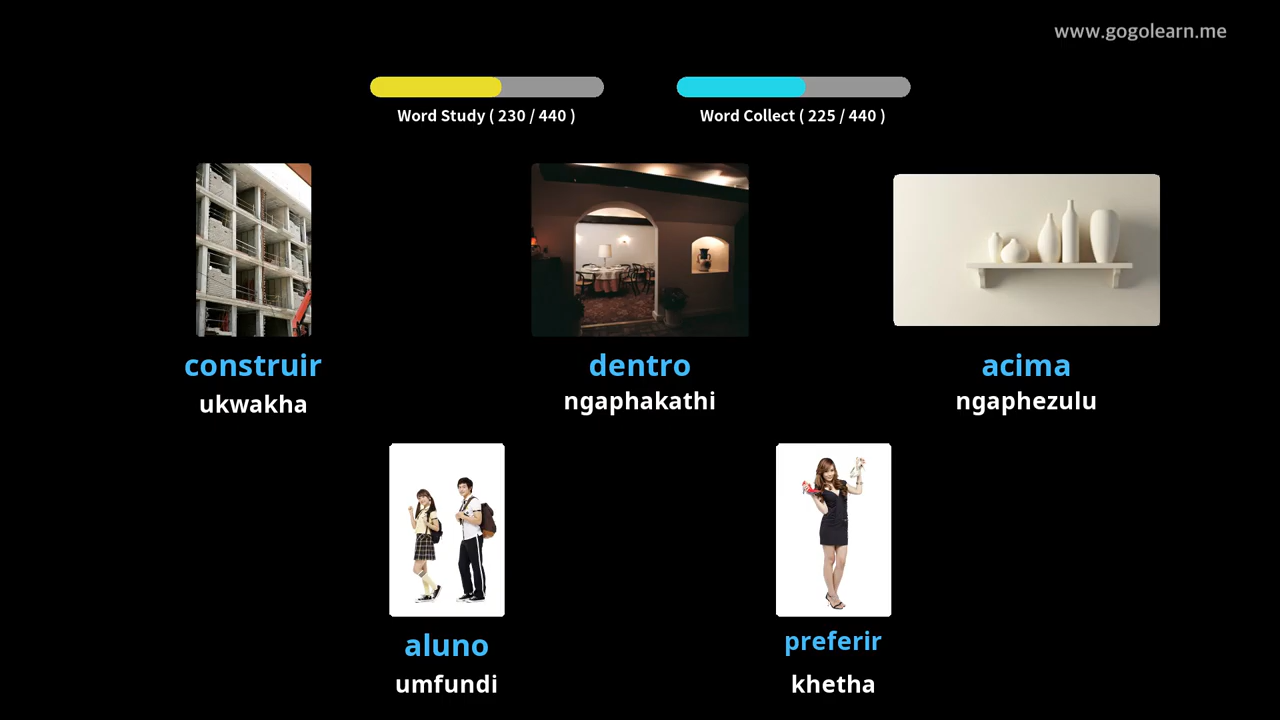 www.gogolearn.me
Word Study ( 230 / 440 )
Word Collect ( 225 / 440 )
construir
ukwakha
dentro
ngaphakathi
acima
ngaphezulu
aluno
umfundi
preferir
khetha